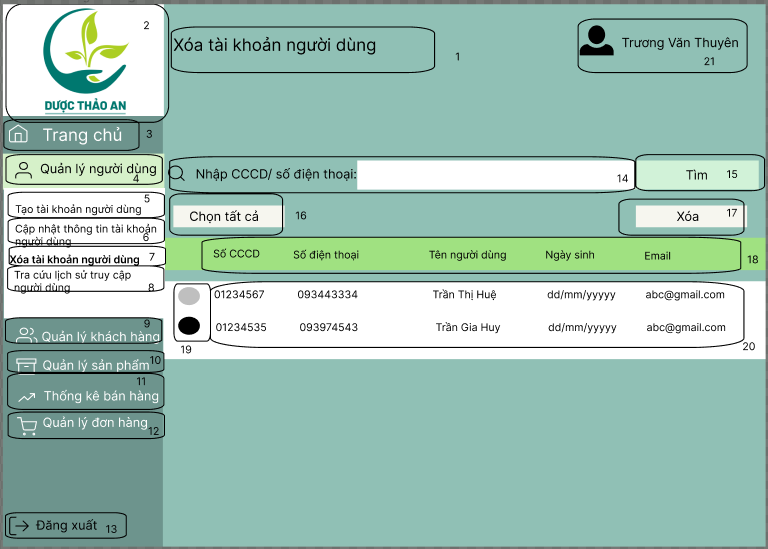 2
DƯỢC THẢO AN
Xóa tài khoản người dùng
1
Trương Văn Thuyên
21
Trang chủ
3
Quản lý người dùng
4
5
Tạo tài khoản người dùng
Cập nhật thông tin tài khoản
người dùng
6
Xóa tài khoản người dùng
7
Tra cứu lịch sử truy cập
người dùng
8
9
Quản lý khách hàng
10
Quản lý sản phẩm
11
Thống kê bán hàng
Quản lý đơn hàng
12
Đăng xuất
13
Nhập CCCD/ số điện thoại:
14
Tìm
15
Chọn tất cả
16
Xóa
17
Số CCCD Số điện thoại Tên người dùng Ngày sinh Email
18
01234567 093443334 Trần Thị Huệ dd/mm/yyyyy abc@gmail.com
01234535 093974543 Trần Gia Huy dd/mm/yyyyy abc@gmail.com
19
20